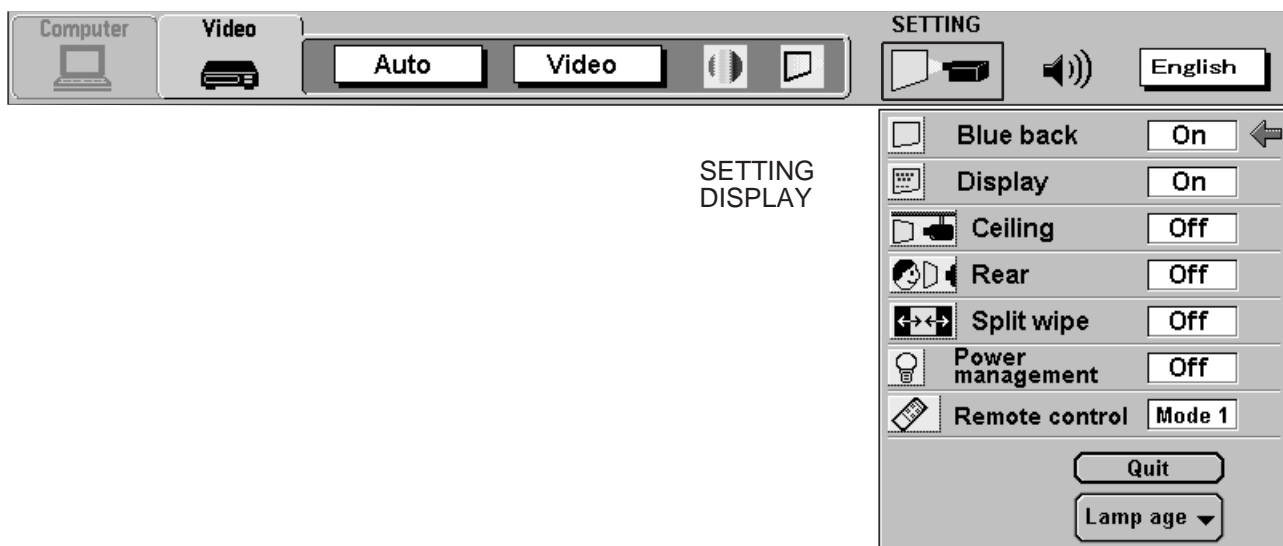 Computer
Video
Auto
Video
SETTING
English
SETTING
DISPLAY
Blue back On
Display On
Ceiling Off
Rear Off
Split wipe Off
Power
management Off
Remote control Mode 1
Quit
Lamp age